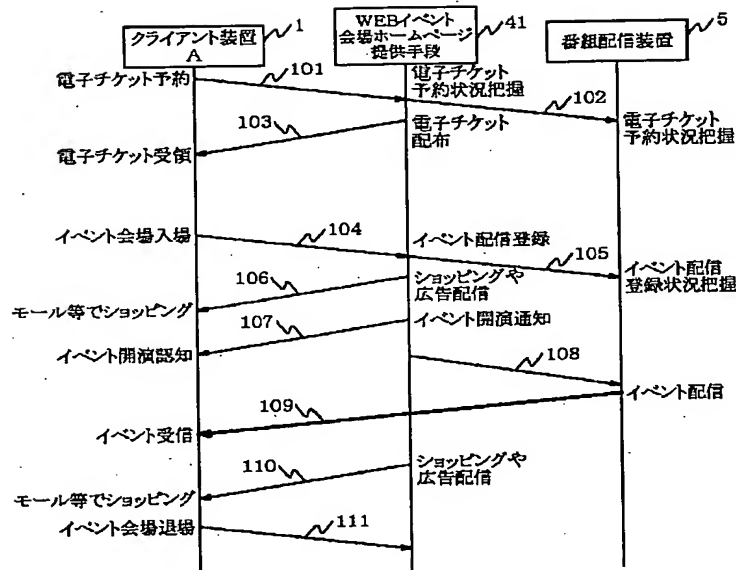 クライアント装置
A
1
WEBイベント
会場ホームページ
提供手段
41
番組配信装置
5
電子チケット予約
101
電子チケット
予約状況把握
102
電子チケット
予約状況把握
103
電子チケット
配布
電子チケット受領
イベント会場入場
104
イベント配信登録
105
イベント配信
登録状況把握
106
ショッピングや
広告配信
モール等でショッピング
107
イベント開演通知
イベント開演認知
108
イベント配信
109
イベント受信
110
ショッピングや
広告配信
モール等でショッピング
イベント会場退場
111